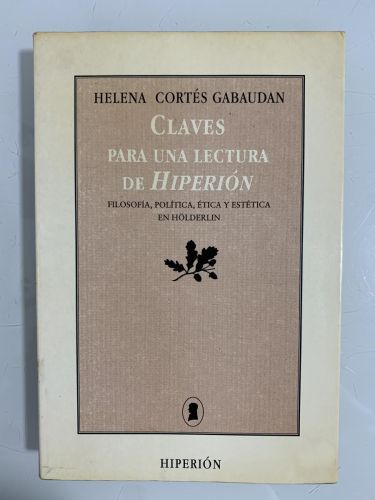 HELENA CORTÉS GABAUDAN
CLAVES
PARA UNA LECTURA
DE HIPERIÓN
FILOSOFÍA, POLÍTICA, ÉTICA Y ESTÉTICA
EN HÖLDERLIN
HIPERIÓN